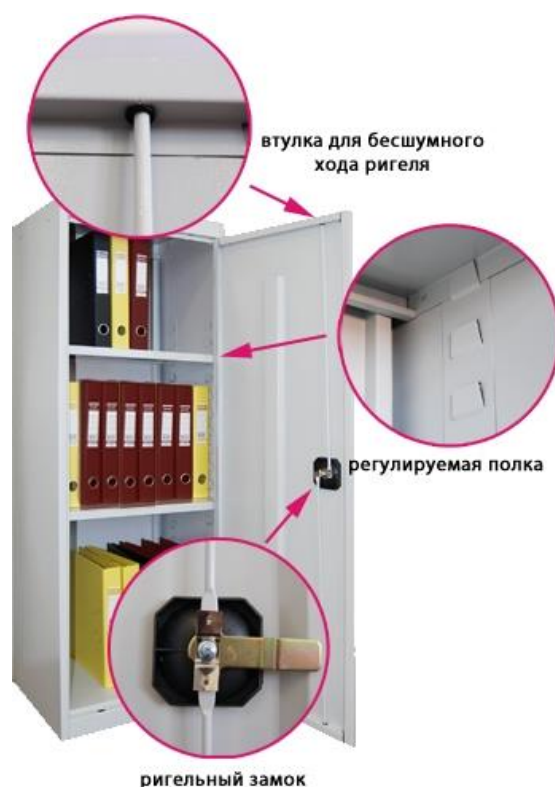 втулка для бесшумного
хода ригеля
регулируемая полка
ригельный замок